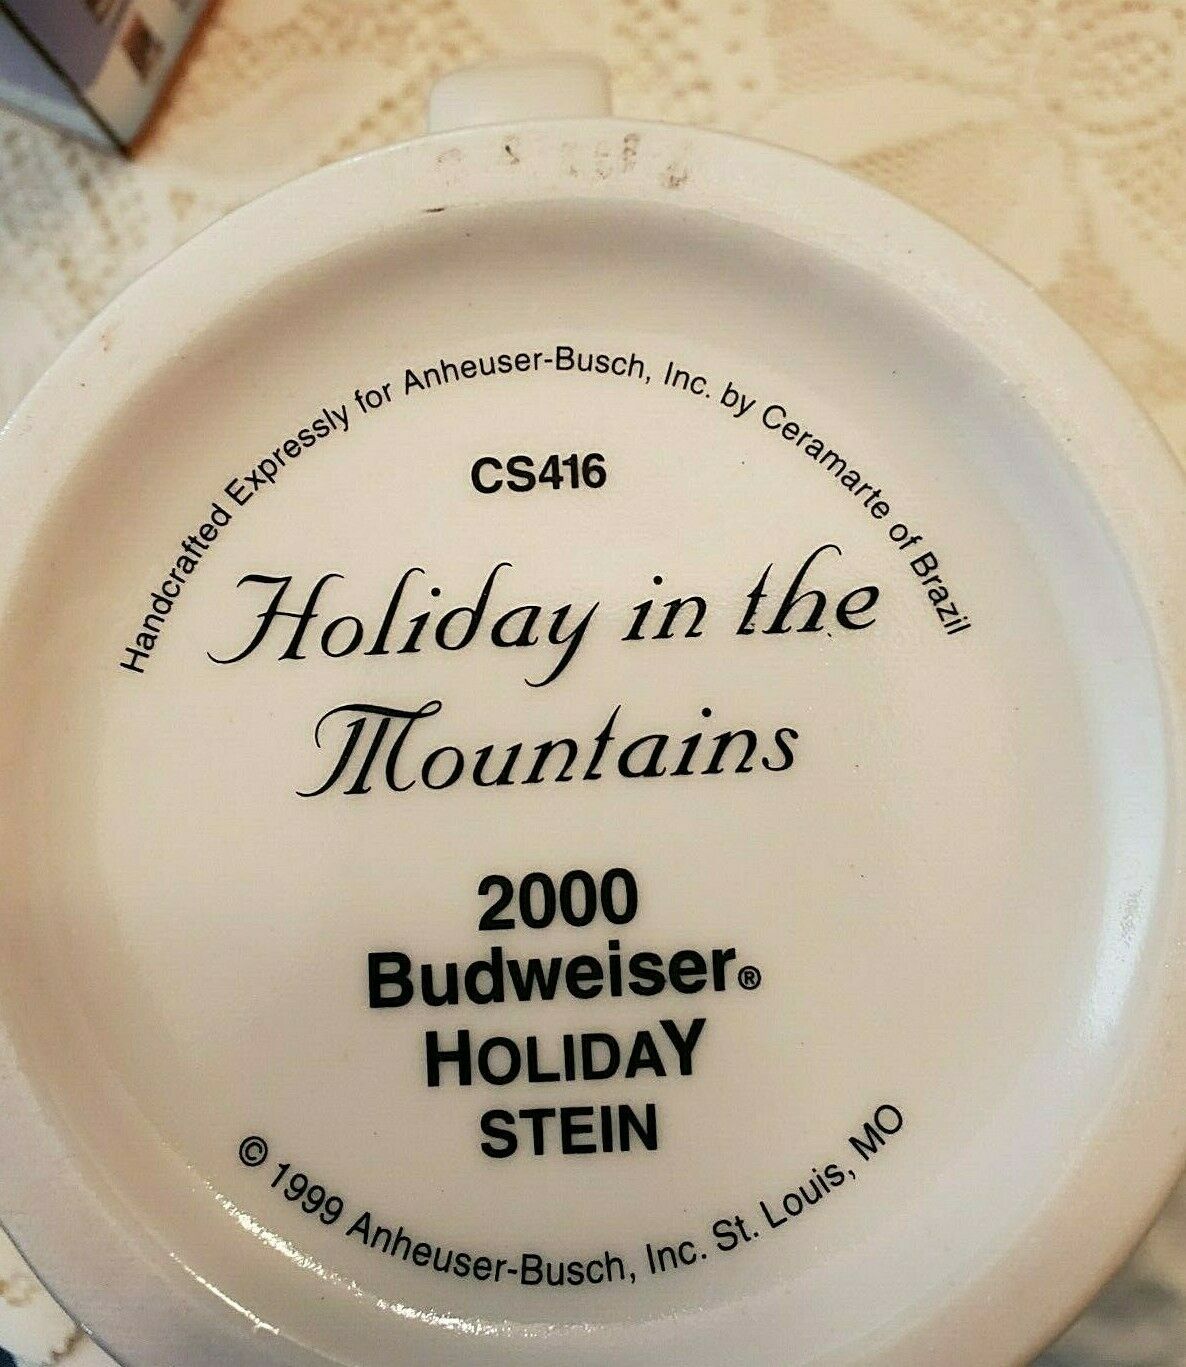 Handcrafted Expressly for Anheuser-Busch, Inc. by Ceramarte of Brazil
CS416
Holiday in the
Mountains
2000
Budweiser®
HOLIDAY
STEIN
© 1999 Anheuser-Busch, Inc. St. Louis, MO